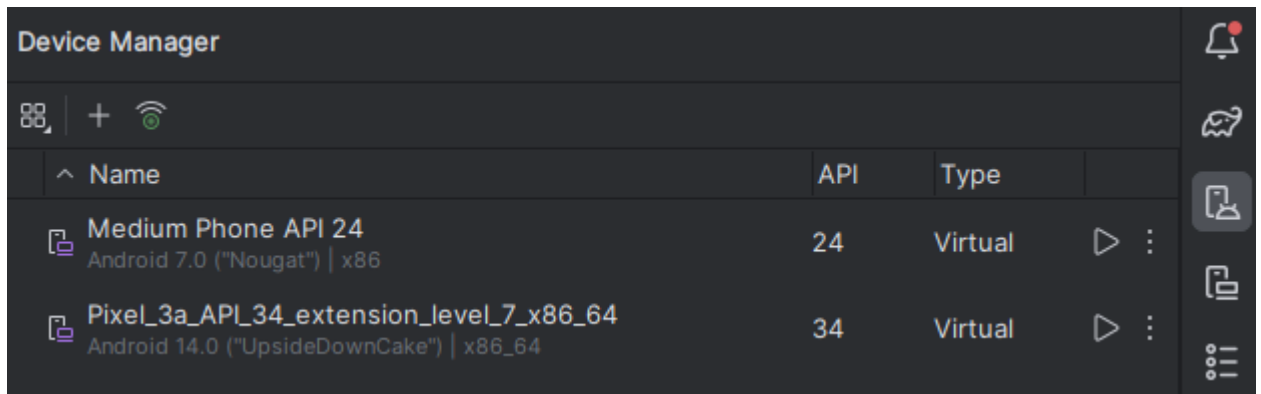 Device Manager
Name API Type
Medium Phone API 24 24 Virtual
Android 7.0 ("Nougat") | x86
Pixel_3a_API_34_extension_level_7_x86_64 34 Virtual
Android 14.0 ("UpsideDownCake") | x86_64